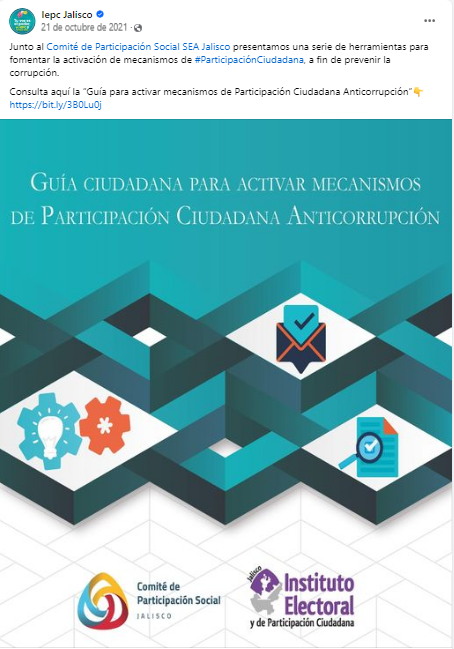 Iepc Jalisco
21 de octubre de 2021 ·
Junto al Comité de Participación Social SEA Jalisco presentamos una serie de herramientas para
fomentar la activación de mecanismos de #ParticipaciónCiudadana, a fin de prevenir la
corrupción.
Consulta aquí la "Guía para activar mecanismos de Participación Ciudadana Anticorrupción"👇
https://bit.ly/3B0Lu0j
GUÍA CIUDADANA PARA ACTIVAR MECANISMOS
DE PARTICIPACIÓN CIUDADANA ANTICORRUPCIÓN
Comité de
Participación Social
JALISCO
jalisco
Instituto
Electoral
y de Participación Ciudadana